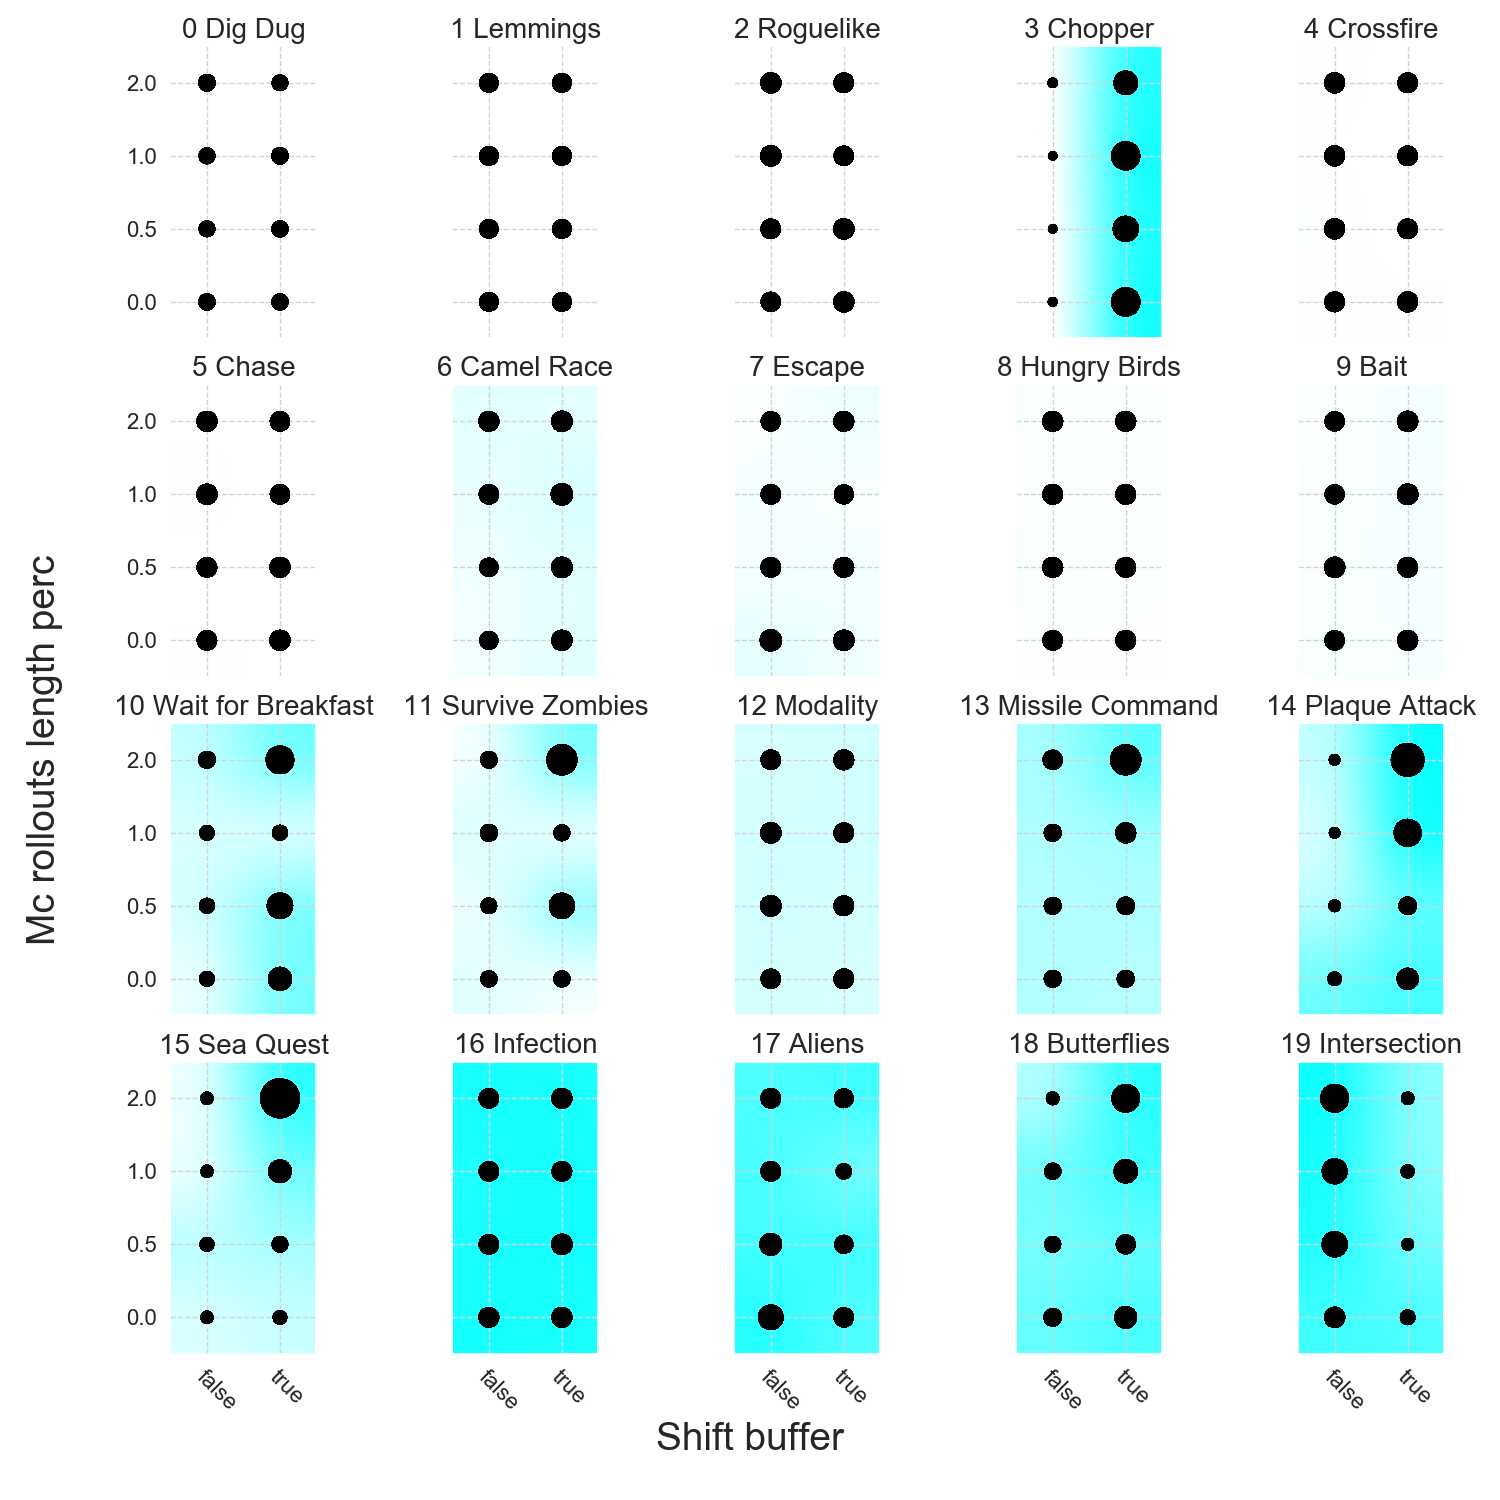 0 Dig Dug
1 Lemmings
2 Roguelike
3 Chopper
4 Crossfire
2.0
1.0
0.5
0.0
5 Chase
6 Camel Race
7 Escape
8 Hungry Birds
9 Bait
2.0
1.0
0.5
0.0
Mc rollouts length perc
10 Wait for Breakfast
11 Survive Zombies
12 Modality
13 Missile Command
14 Plaque Attack
2.0
1.0
0.5
0.0
15 Sea Quest
16 Infection
17 Aliens
18 Butterflies
19 Intersection
2.0
1.0
0.5
0.0
false
true
false
true
false
true
false
true
false
true
Shift buffer